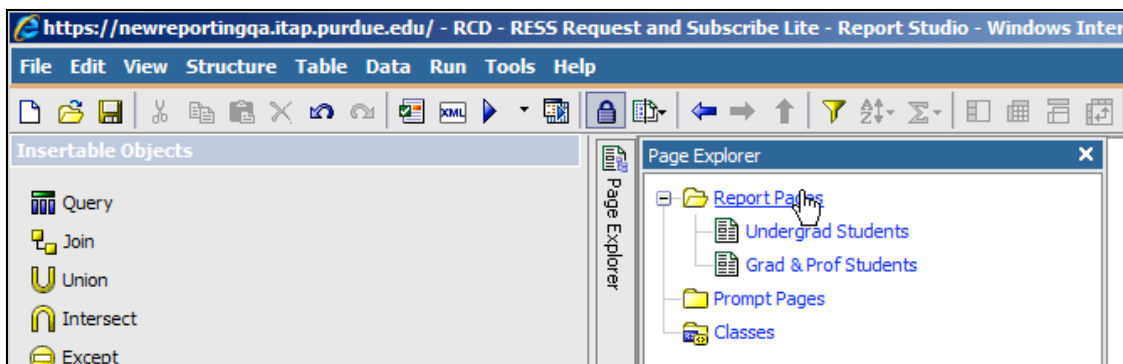 https://newreportingqa.itap.purdue.edu/ - RCD - RESS Request and Subscribe Lite - Report Studio - Windows Inter
File Edit View Structure Table Data Run Tools Help
XML
Insertable Objects
Query
Join
Union
Intersect
Except
Page Explorer
Page Explorer
Report Pages
Undergrad Students
Grad & Prof Students
Prompt Pages
Classes